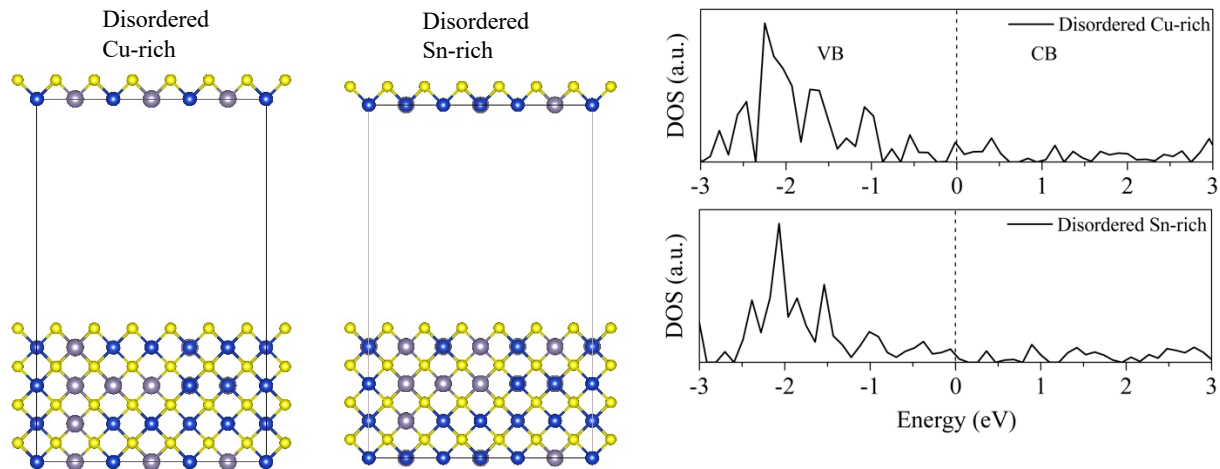 Disordered
Cu-rich
Disordered
Sn-rich
DOS (a.u.)
Disordered Cu-rich
VB
CB
-3 -2 -1 0 1 2 3
DOS (a.u.)
Disordered Sn-rich
-3 -2 -1 0 1 2 3
Energy (eV)